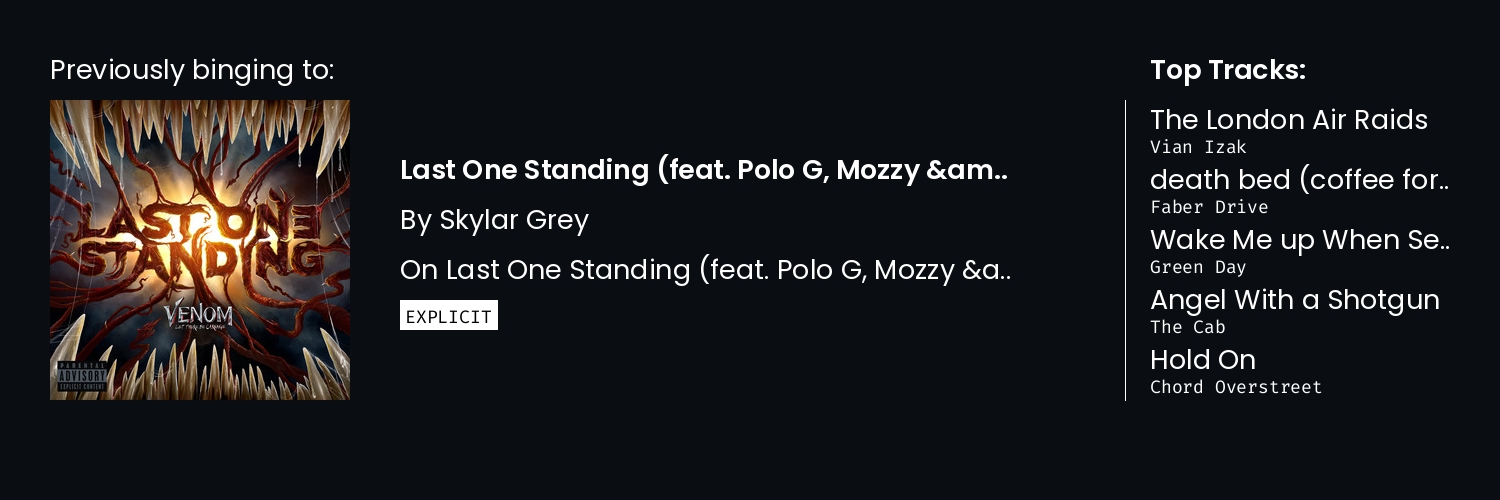 Previously binging to:
LAST ONE
STANDING
VENOM
LET THERE BE CARNAGE
PARENTAL
ADVISORY
EXPLICIT CONTENT
Last One Standing (feat. Polo G, Mozzy &am..
By Skylar Grey
On Last One Standing (feat. Polo G, Mozzy &a..
EXPLICIT
Top Tracks:
The London Air Raids
Vian Izak
death bed (coffee for..
Faber Drive
Wake Me up When Se..
Green Day
Angel With a Shotgun
The Cab
Hold On
Chord Overstreet